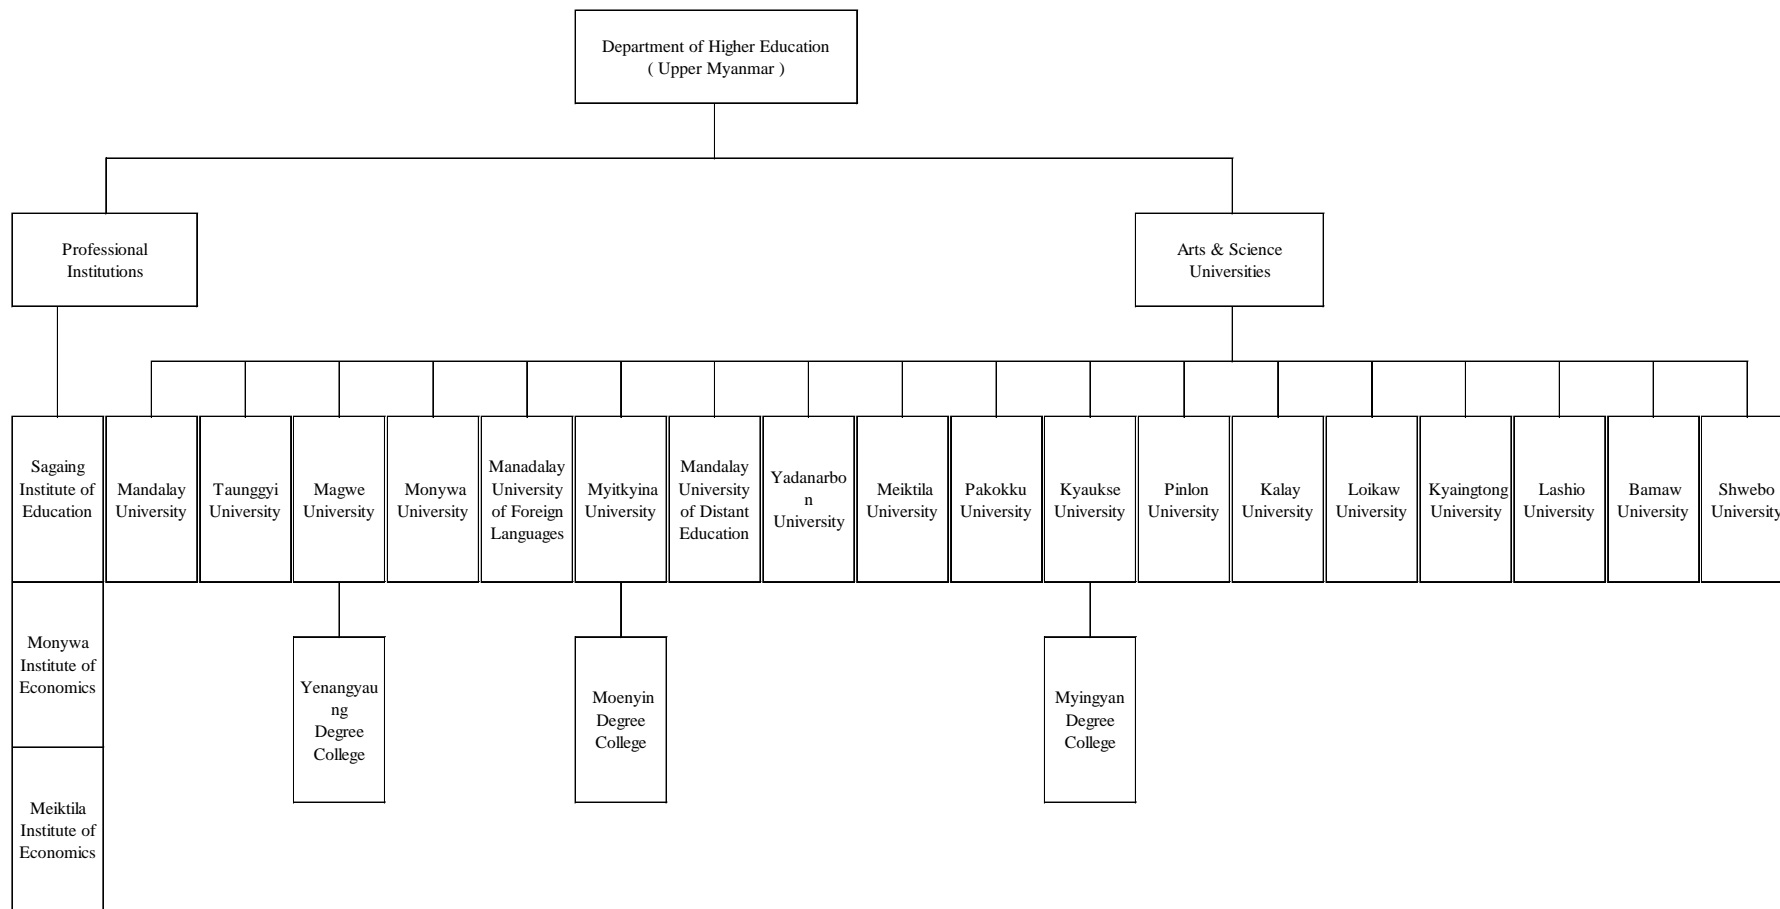 Department of Higher Education
( Upper Myanmar )
Professional
Institutions
Arts & Science
Universities
Sagaing
Institute of
Education
Mandalay
University
Taunggyi
University
Magwe
University
Monywa
University
Manadalay
University
of Foreign
Languages
Myitkyina
University
Mandalay
University
of Distant
Education
Yadanarbo
n
University
Meiktila
University
Pakokku
University
Kyaukse
University
Pinlon
University
Kalay
University
Loikaw
University
Kyaingtong
University
Lashio
University
Bamaw
University
Shwebo
University
Monywa
Institute of
Economics
Yenangyau
ng
Degree
College
Moenyin
Degree
College
Myingyan
Degree
College
Meiktila
Institute of
Economics